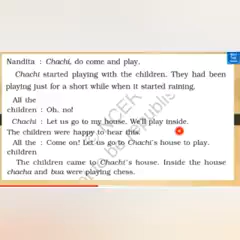 Nandita : Chachi, do come and play.
Chachi started playing with the children. They had been
playing just for a short while when it started raining.
All the
children : Oh, no!
Chachi : Let us go to my house. We'll play inside.
The children were happy to hear this.
All the : Come on! Let us go to Chachi's house to play.
children
The children came to Chachi's house. Inside the house
chacha and bua were playing chess.